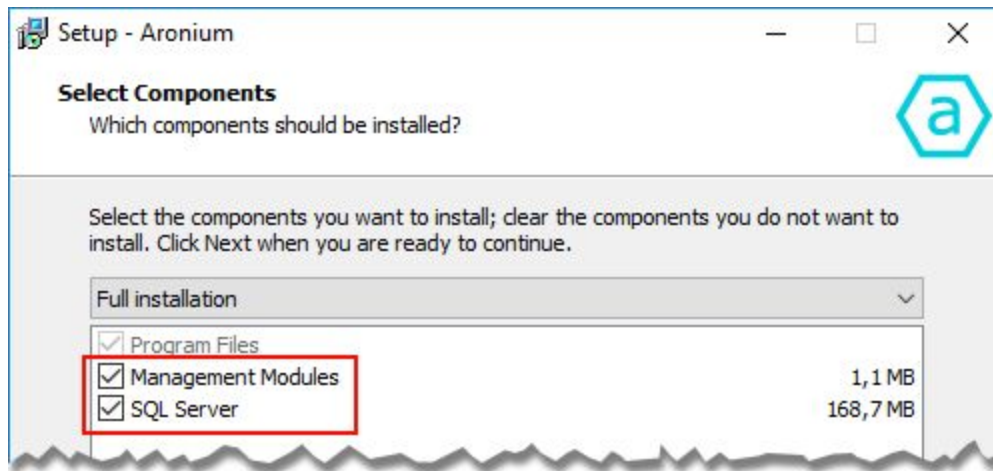 Setup - Aronium
Select Components
Which components should be installed?
a
Select the components you want to install; clear the components you do not want to
install. Click Next when you are ready to continue.
Full installation
Program Files
Management Modules 1,1 MB
SQL Server 168,7 MB